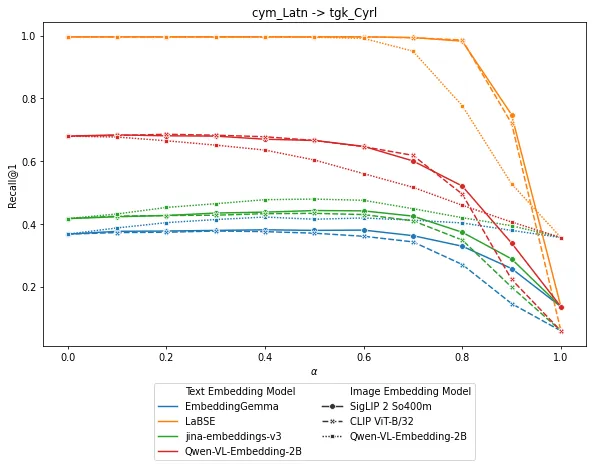 cym_Latn -> tgk_Cyrl
Recall@1
1.0
0.8
0.6
0.4
0.2
0.0 0.2 0.4 0.6 0.8 1.0
α
Text Embedding Model
EmbeddingGemma
LaBSE
jina-embeddings-v3
Qwen-VL-Embedding-2B
Image Embedding Model
SigLIP 2 So400m
CLIP ViT-B/32
Qwen-VL-Embedding-2B